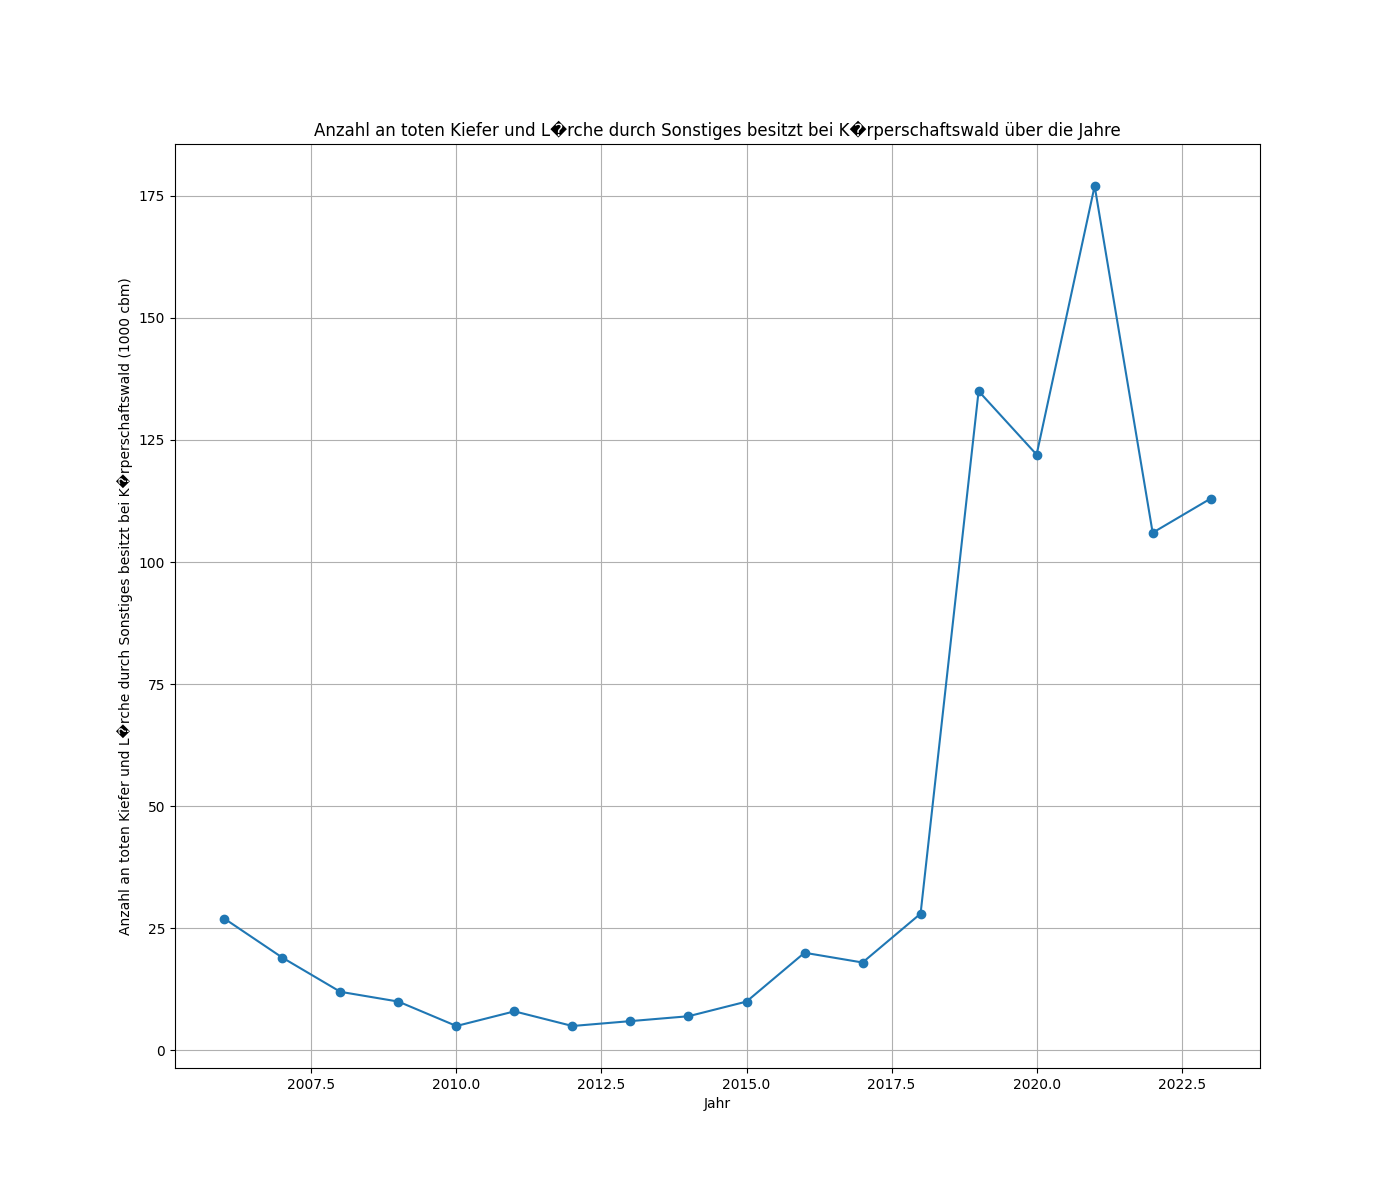 Anzahl an toten Kiefer und L�rche durch Sonstiges besitzt bei K�rperschaftswald über die Jahre
Anzahl an toten Kiefer und L�rche durch Sonstiges besitzt bei K�rperschaftswald (1000 cbm)
175
150
125
100
75
50
25
0
2007.5 2010.0 2012.5 2015.0 2017.5 2020.0 2022.5
Jahr